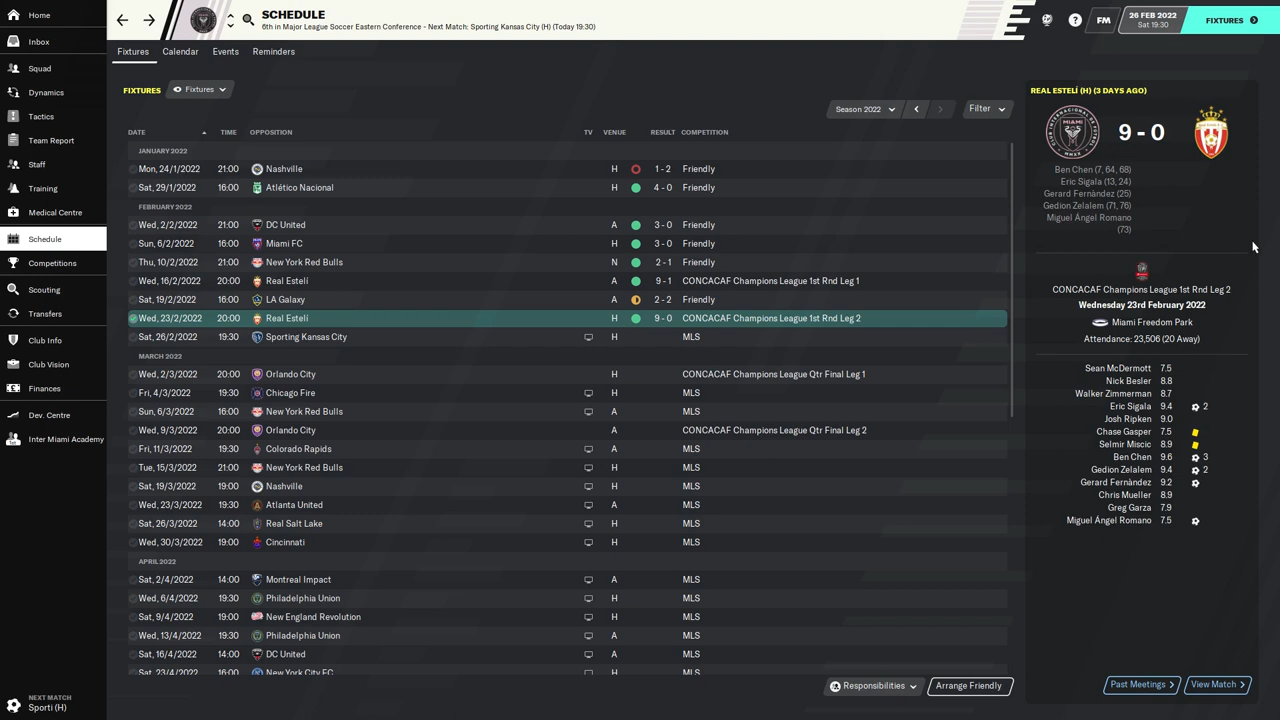 Home
SCHEDULE
6th in Major League Soccer Eastern Conference - Next Match: Sporting Kansas City (H) (Today 19:30)
?
FM
26 FEB 2022
Sat 19:30
FIXTURES
Inbox
Squad
Dynamics
Tactics
Team Report
Staff
Training
Medical Centre
Schedule
Competitions
Scouting
Transfers
Club Info
Club Vision
Finances
Dev. Centre
Inter Miami Academy
NEXT MATCH
Sporti (H)
Fixtures Calendar Events Reminders
FIXTURES Fixtures
Season 2022 Filter
DATE TIME OPPOSITION TV VENUE RESULT COMPETITION
JANUARY 2022
Mon, 24/1/2022 21:00 Nashville H 1 - 2 Friendly
Sat, 29/1/2022 16:00 Atlético Nacional H 4 - 0 Friendly
FEBRUARY 2022
Wed, 2/2/2022 21:00 DC United A 3 - 0 Friendly
Sun, 6/2/2022 16:00 Miami FC H 3 - 0 Friendly
Thu, 10/2/2022 21:00 New York Red Bulls N 2 - 1 Friendly
Wed, 16/2/2022 20:00 Real Estelí A 9 - 1 CONCACAF Champions League 1st Rnd Leg 1
Sat, 19/2/2022 16:00 LA Galaxy A 2 - 2 Friendly
Wed, 23/2/2022 20:00 Real Estelí H 9 - 0 CONCACAF Champions League 1st Rnd Leg 2
Sat, 26/2/2022 19:30 Sporting Kansas City H MLS
MARCH 2022
Wed, 2/3/2022 20:00 Orlando City H CONCACAF Champions League Qtr Final Leg 1
Fri, 4/3/2022 19:30 Chicago Fire H MLS
Sun, 6/3/2022 16:00 New York Red Bulls A MLS
Wed, 9/3/2022 20:00 Orlando City A CONCACAF Champions League Qtr Final Leg 2
Fri, 11/3/2022 19:30 Colorado Rapids A MLS
Tue, 15/3/2022 21:00 New York Red Bulls H MLS
Sat, 19/3/2022 19:00 Nashville H MLS
Wed, 23/3/2022 19:30 Atlanta United A MLS
Sat, 26/3/2022 14:00 Real Salt Lake H MLS
Wed, 30/3/2022 19:00 Cincinnati H MLS
APRIL 2022
Sat, 2/4/2022 14:00 Montreal Impact A MLS
Wed, 6/4/2022 19:30 Philadelphia Union H MLS
Sat, 9/4/2022 19:00 New England Revolution H MLS
Wed, 13/4/2022 19:30 Philadelphia Union A MLS
Sat, 16/4/2022 14:00 DC United A MLS
Sat, 23/4/2022 16:00 New York City FC H MLS
Responsibilities Arrange Friendly
REAL ESTELÍ (H) (3 DAYS AGO)
9 - 0
Ben Chen (7, 64, 68)
Eric Sigala (13, 24)
Gerard Fernàndez (25)
Gedion Zelalem (71, 76)
Miguel Ángel Romano
(73)
CONCACAF Champions League 1st Rnd Leg 2
Wednesday 23rd February 2022
Miami Freedom Park
Attendance: 23,506 (20 Away)
Sean McDermott 7.5
Nick Besler 8.8
Walker Zimmerman 8.7
Eric Sigala 9.4 2
Josh Ripken 9.0
Chase Gasper 7.5
Selmir Miscic 8.9
Ben Chen 9.6 3
Gedion Zelalem 9.4 2
Gerard Fernàndez 9.2
Chris Mueller 8.9
Greg Garza 7.9
Miguel Ángel Romano 7.5
Past Meetings View Match